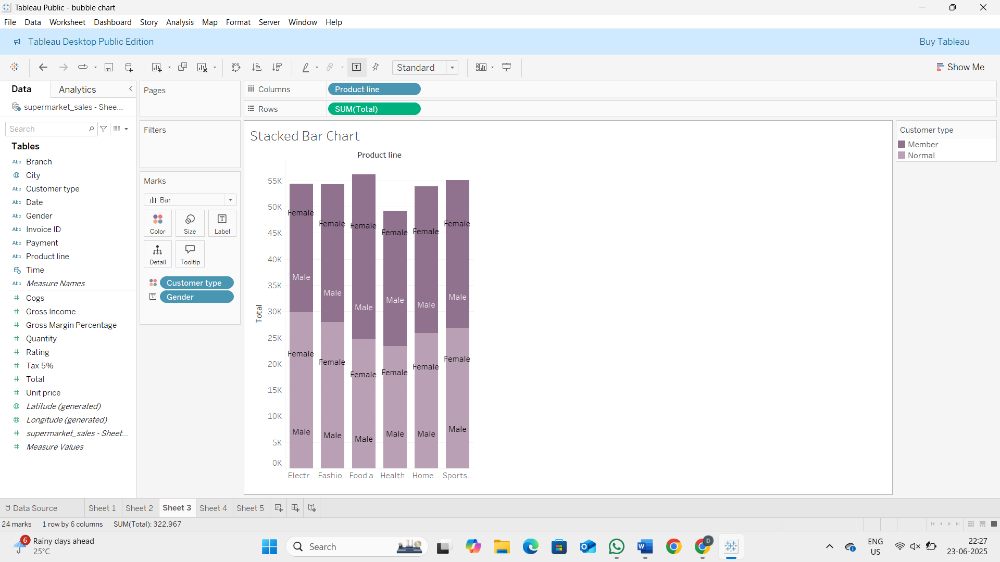 Tableau Public - bubble chart
File Data Worksheet Dashboard Story Analysis Map Format Server Window Help
Tableau Desktop Public Edition
Buy Tableau
Standard
Show Me
Data
Analytics
supermarket_sales - Shee...
Search
Tables
Abc Branch
City
Abc Customer type
Abc Date
Abc Gender
Abc Invoice ID
Abc Payment
Abc Product line
Time
Abc Measure Names
Cogs
Gross Income
Gross Margin Percentage
Quantity
Rating
Tax 5%
Total
Unit price
Latitude (generated)
Longitude (generated)
supermarket_sales - Sheet...
Measure Values
Pages
Filters
Marks
Bar
Color Size Label
Detail Tooltip
Customer type
Gender
Columns Product line
Rows SUM(Total)
Stacked Bar Chart
Product line
Total
55K
50K
45K
40K
35K
30K
25K
20K
15K
10K
5K
0K
Female Female Female Female Female Female
Male Male Male Male Male Male
Female Female Female Female Female Female
Male Male Male Male Male Male
Electr.. Fashio.. Food a.. Health.. Home .. Sports..
Customer type
Member
Normal
Data Source Sheet 1 Sheet 2 Sheet 3 Sheet 4 Sheet 5
24 marks 1 row by 6 columns SUM(Total): 322,967
6
Rainy days ahead
25°C
Search
D
ENG
US
22:27
23-06-2025